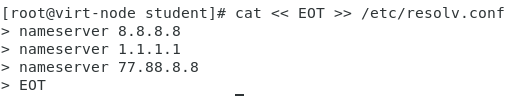 [root@virt-node student]# cat << EOT >> /etc/resolv.conf
> nameserver 8.8.8.8
> nameserver 1.1.1.1
> nameserver 77.88.8.8
> EOT